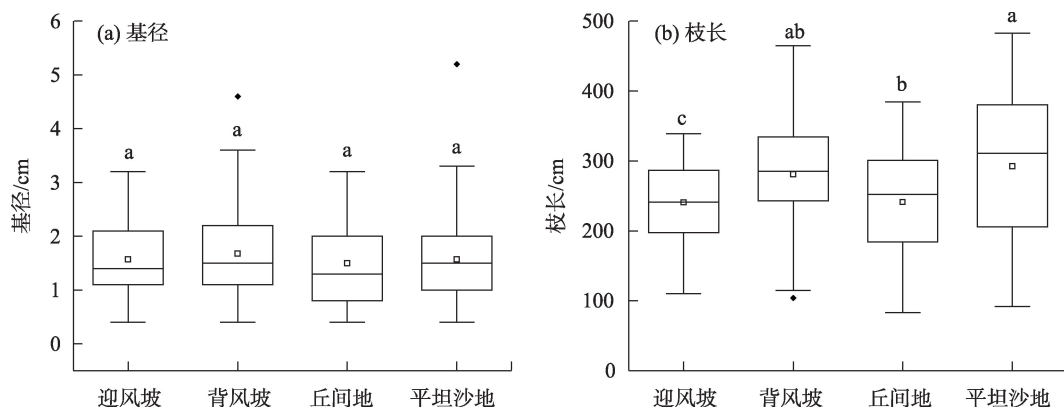 (a) 基径
基径/cm
6
5
4
3
2
1
0
a
a
a
a
迎风坡
背风坡
丘间地
平坦沙地
(b) 枝长
枝长/cm
500
400
300
200
100
0
c
ab
b
a
迎风坡
背风坡
丘间地
平坦沙地